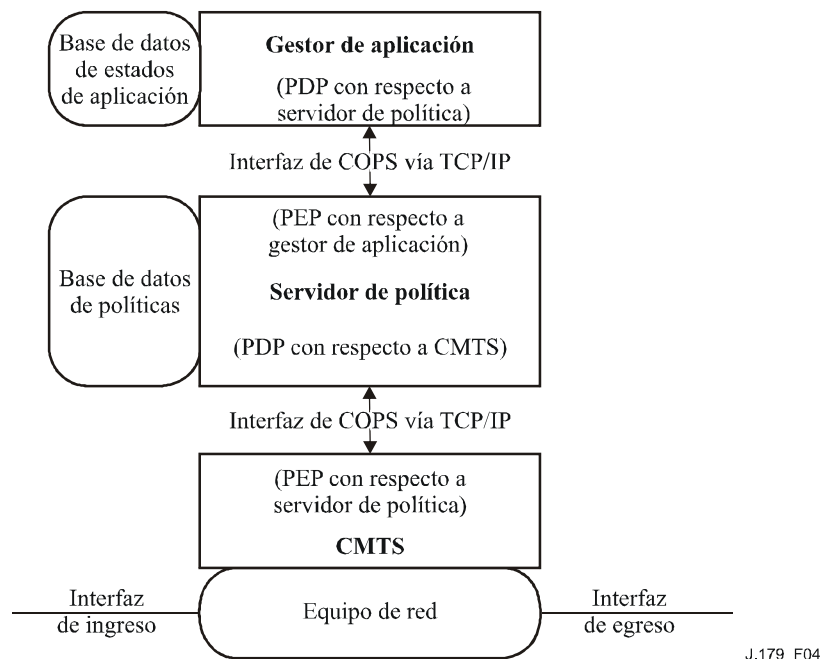 Base de datos
de estados
de aplicación
Gestor de aplicación
(PDP con respecto a
servidor de política)
Interfaz de COPS vía TCP/IP
Base de datos
de políticas
(PEP con respecto a
gestor de aplicación)
Servidor de política
(PDP con respecto a CMTS)
Interfaz de COPS vía TCP/IP
(PEP con respecto a
servidor de política)
CMTS
Interfaz
de ingreso
Equipo de red
Interfaz
de egreso
J.179_F04